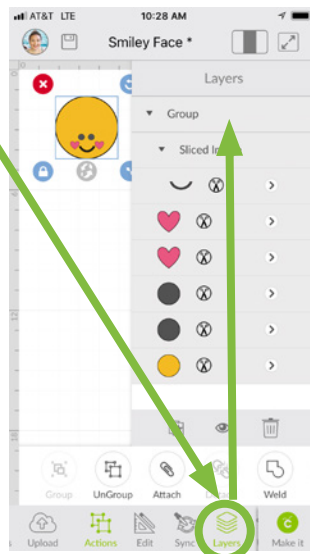 AT&T LTE 10:28 AM
Smiley Face *
Layers
Group
Sliced
Group UnGroup Attach Weld
Upload Actions Edit Sync Layers Make it